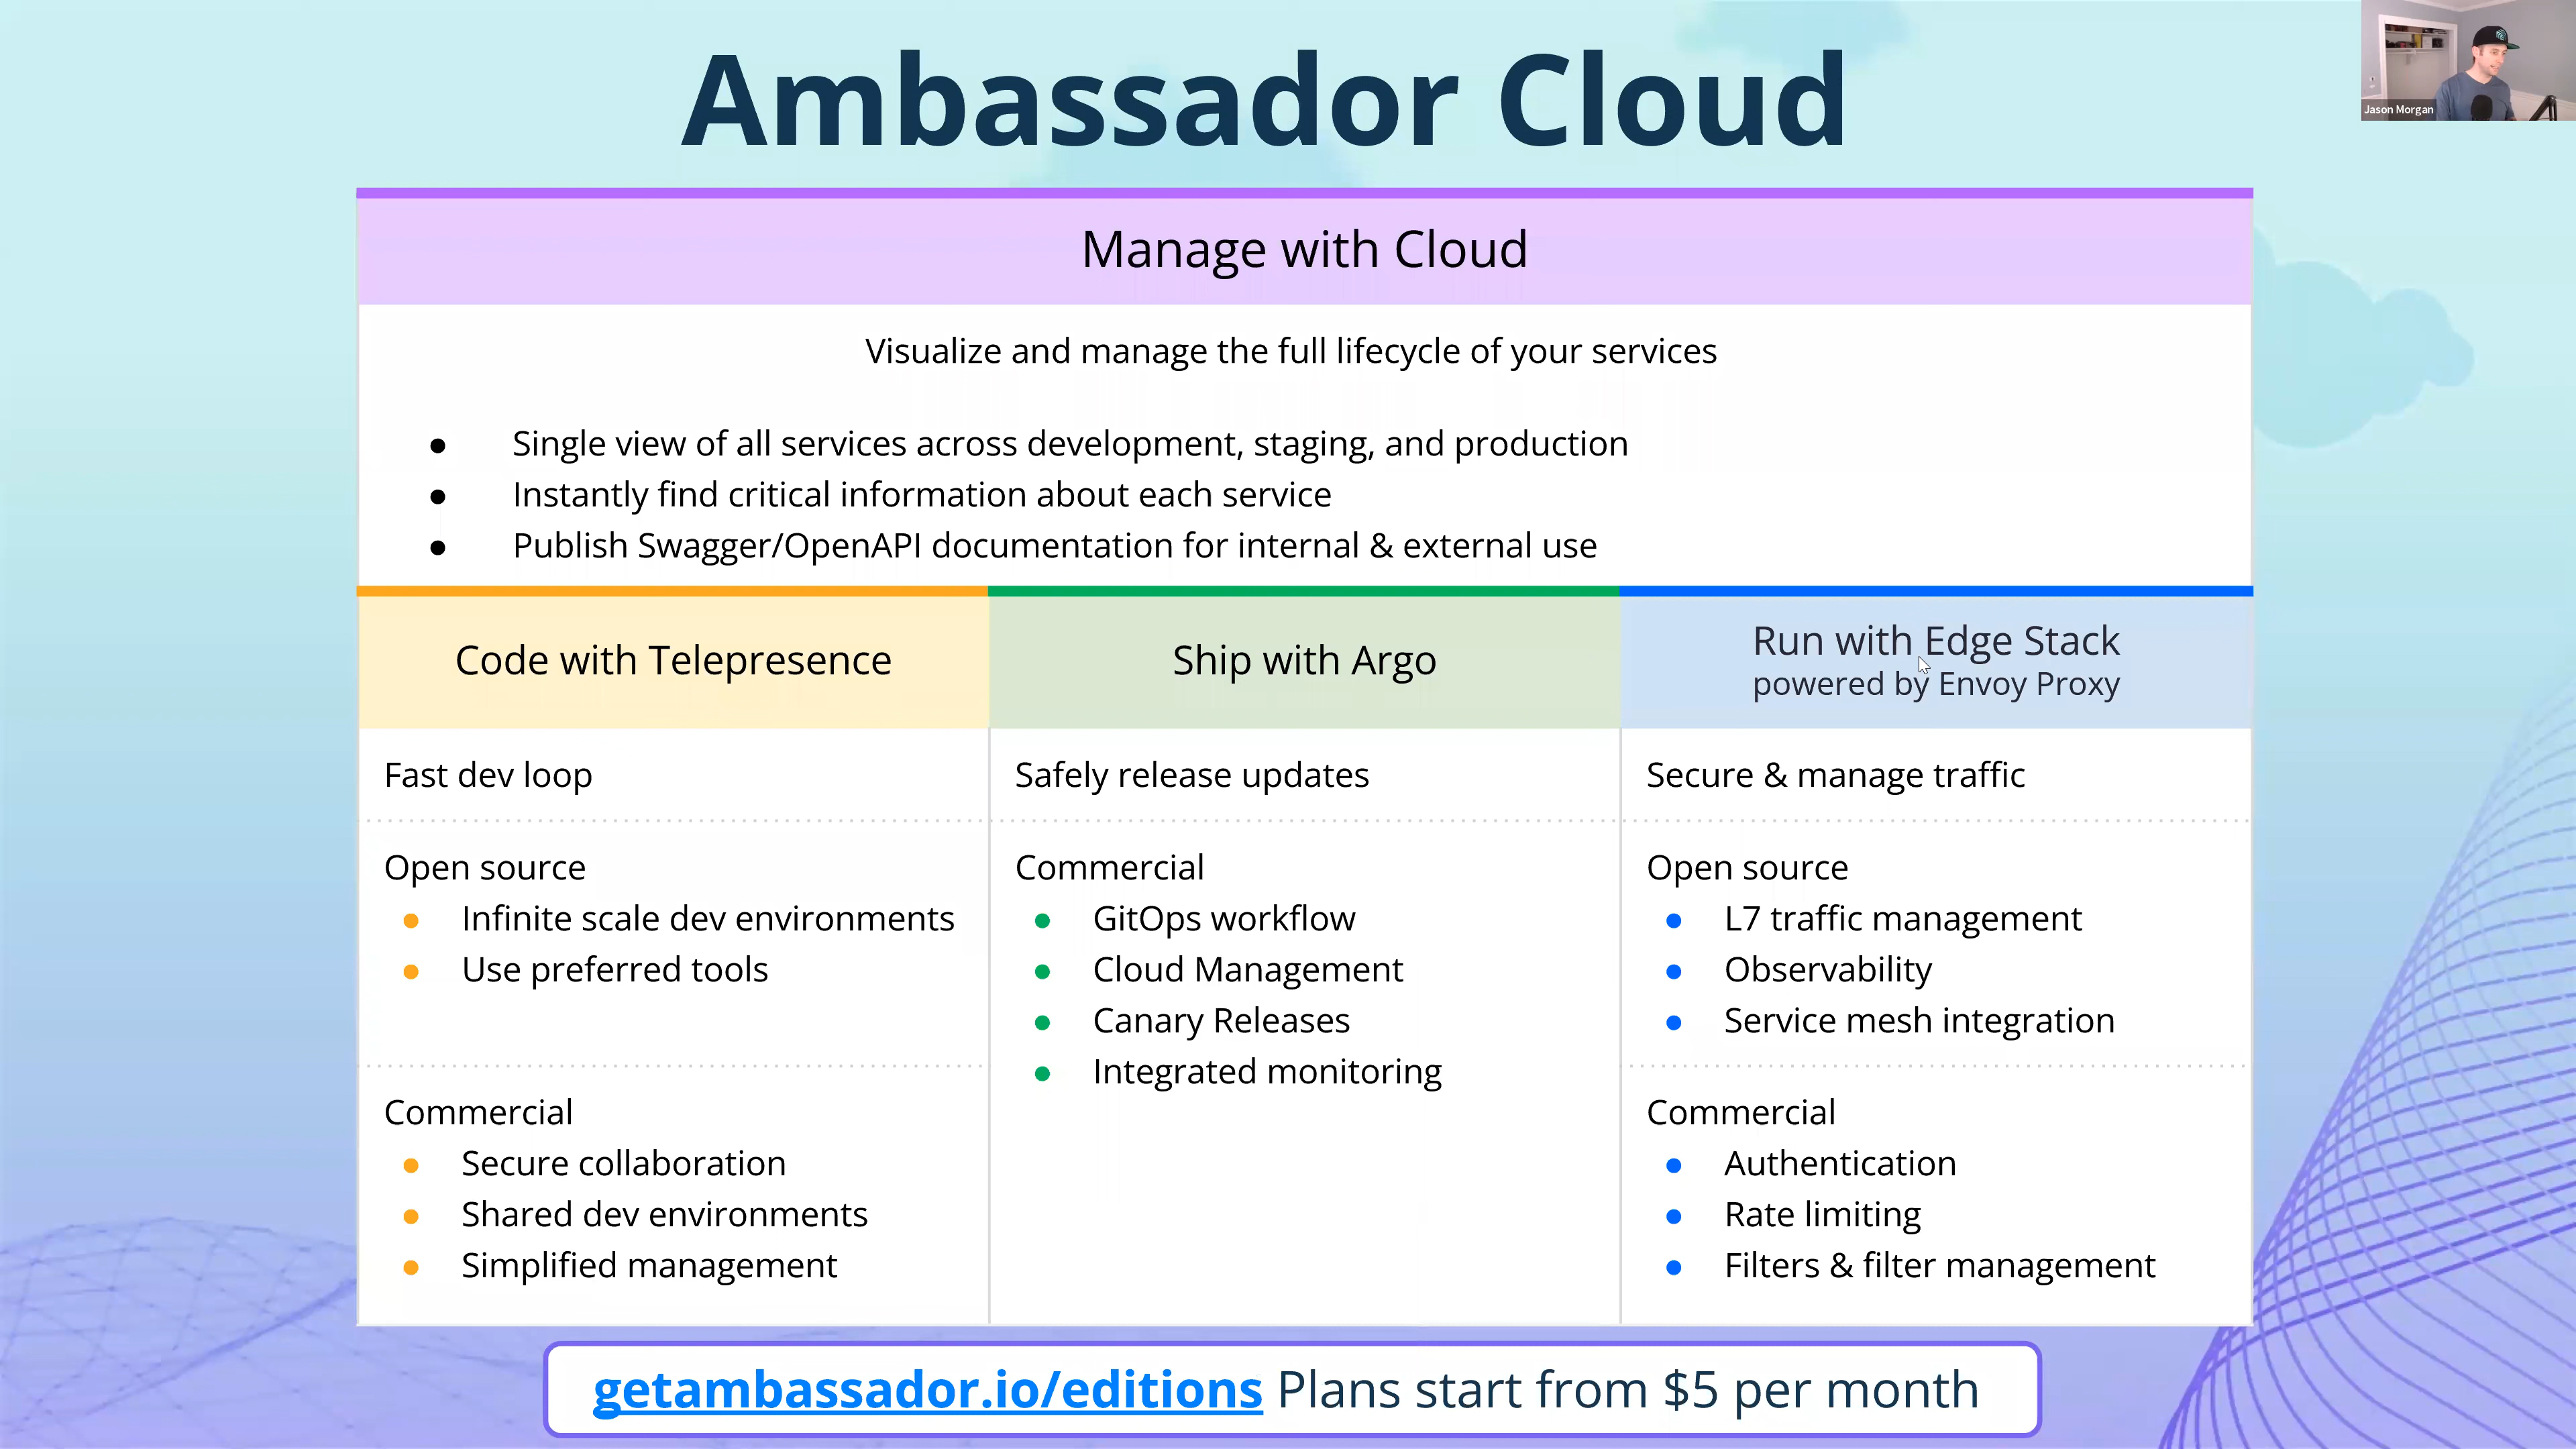 Ambassador Cloud
Jason Morgan
Manage with Cloud
Visualize and manage the full lifecycle of your services
● Single view of all services across development, staging, and production
● Instantly find critical information about each service
● Publish Swagger/OpenAPI documentation for internal & external use
Code with Telepresence
Fast dev loop
Open source
● Infinite scale dev environments
● Use preferred tools
Commercial
● Secure collaboration
● Shared dev environments
● Simplified management
Ship with Argo
Safely release updates
Commercial
● GitOps workflow
● Cloud Management
● Canary Releases
● Integrated monitoring
Run with Edge Stack
powered by Envoy Proxy
Secure & manage traffic
Open source
● L7 traffic management
● Observability
● Service mesh integration
Commercial
● Authentication
● Rate limiting
● Filters & filter management
getambassador.io/editions Plans start from $5 per month